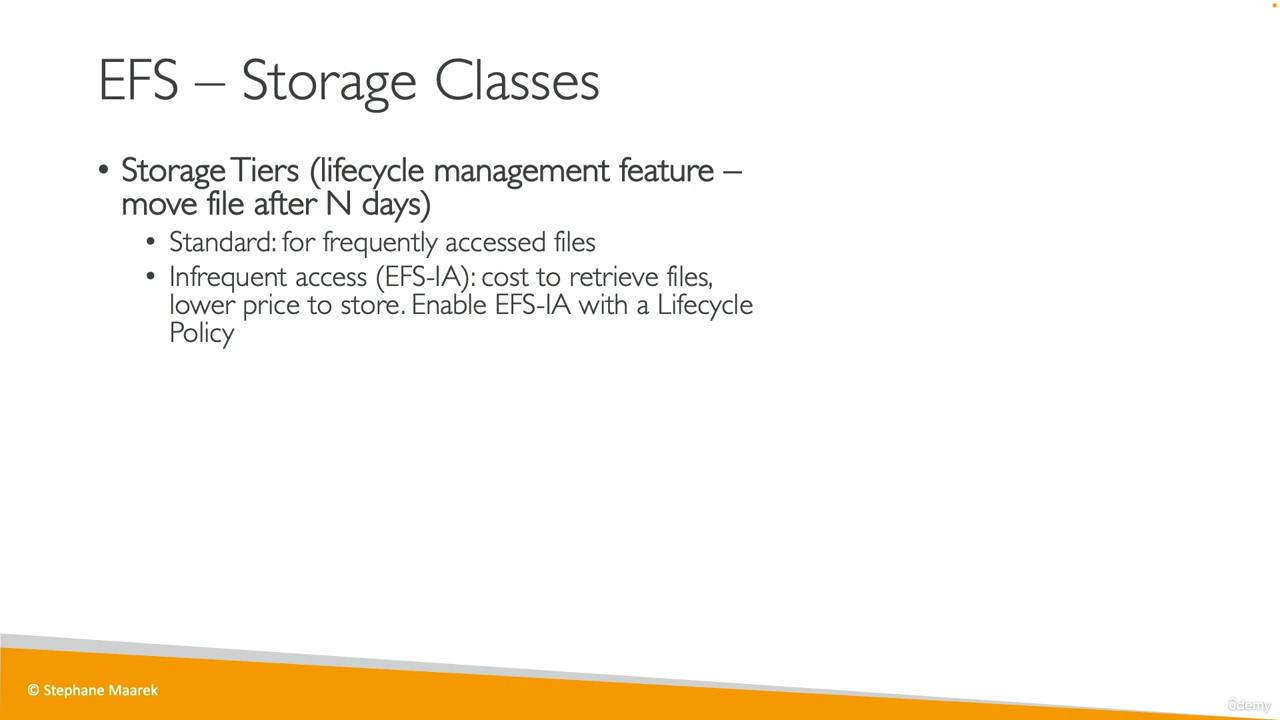 EFS – Storage Classes
• Storage Tiers (lifecycle management feature –
move file after N days)
• Standard: for frequently accessed files
• Infrequent access (EFS-IA): cost to retrieve files,
lower price to store. Enable EFS-IA with a Lifecycle
Policy
© Stephane Maarek
ûdemy